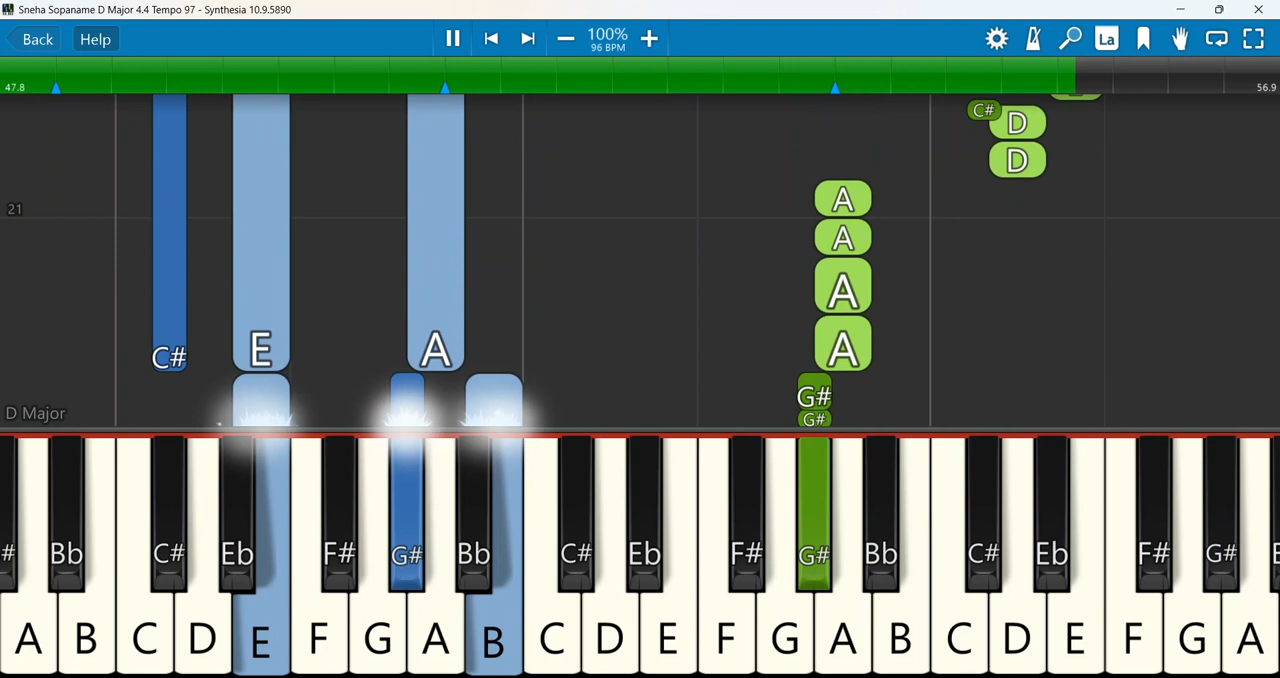 Sneha Sopaname D Major 4.4 Tempo 97 - Synthesia 10.9.5890
Back Help 100% La
96 BPM
47.8 56.9
C# D
D
21 A
A
A
C# E A A
G#
D Major G#
# Bb C# Eb F# G# Bb C# Eb F# G# Bb C# Eb F# G# E
A B C D E F G A B C D E F G A B C D E F G A